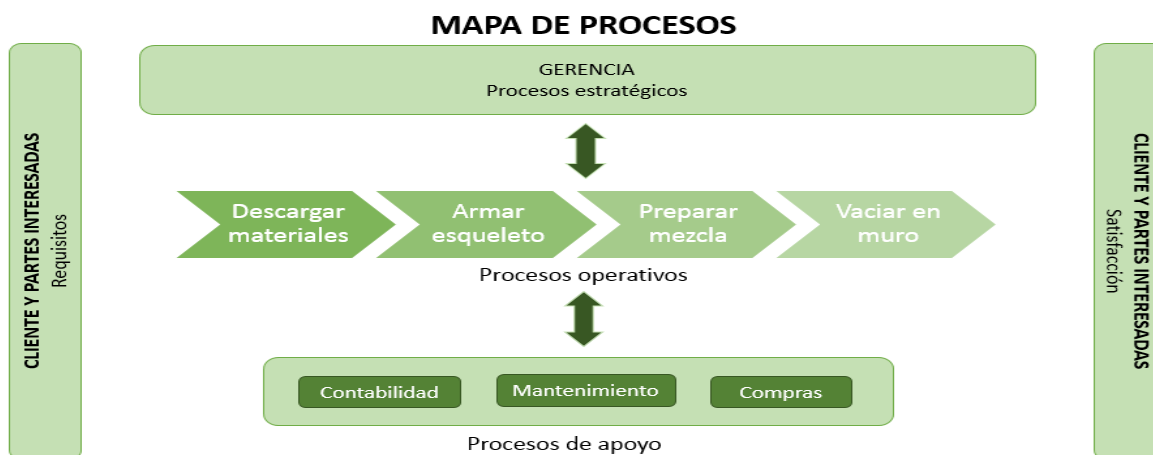 MAPA DE PROCESOS
CLIENTE Y PARTES INTERESADAS
Requisitos
GERENCIA
Procesos estratégicos
Descargar
materiales
Armar
esqueleto
Preparar
mezcla
Vaciar en
muro
Procesos operativos
Contabilidad
Mantenimiento
Compras
Procesos de apoyo
CLIENTE Y PARTES INTERESADAS
Satisfacción